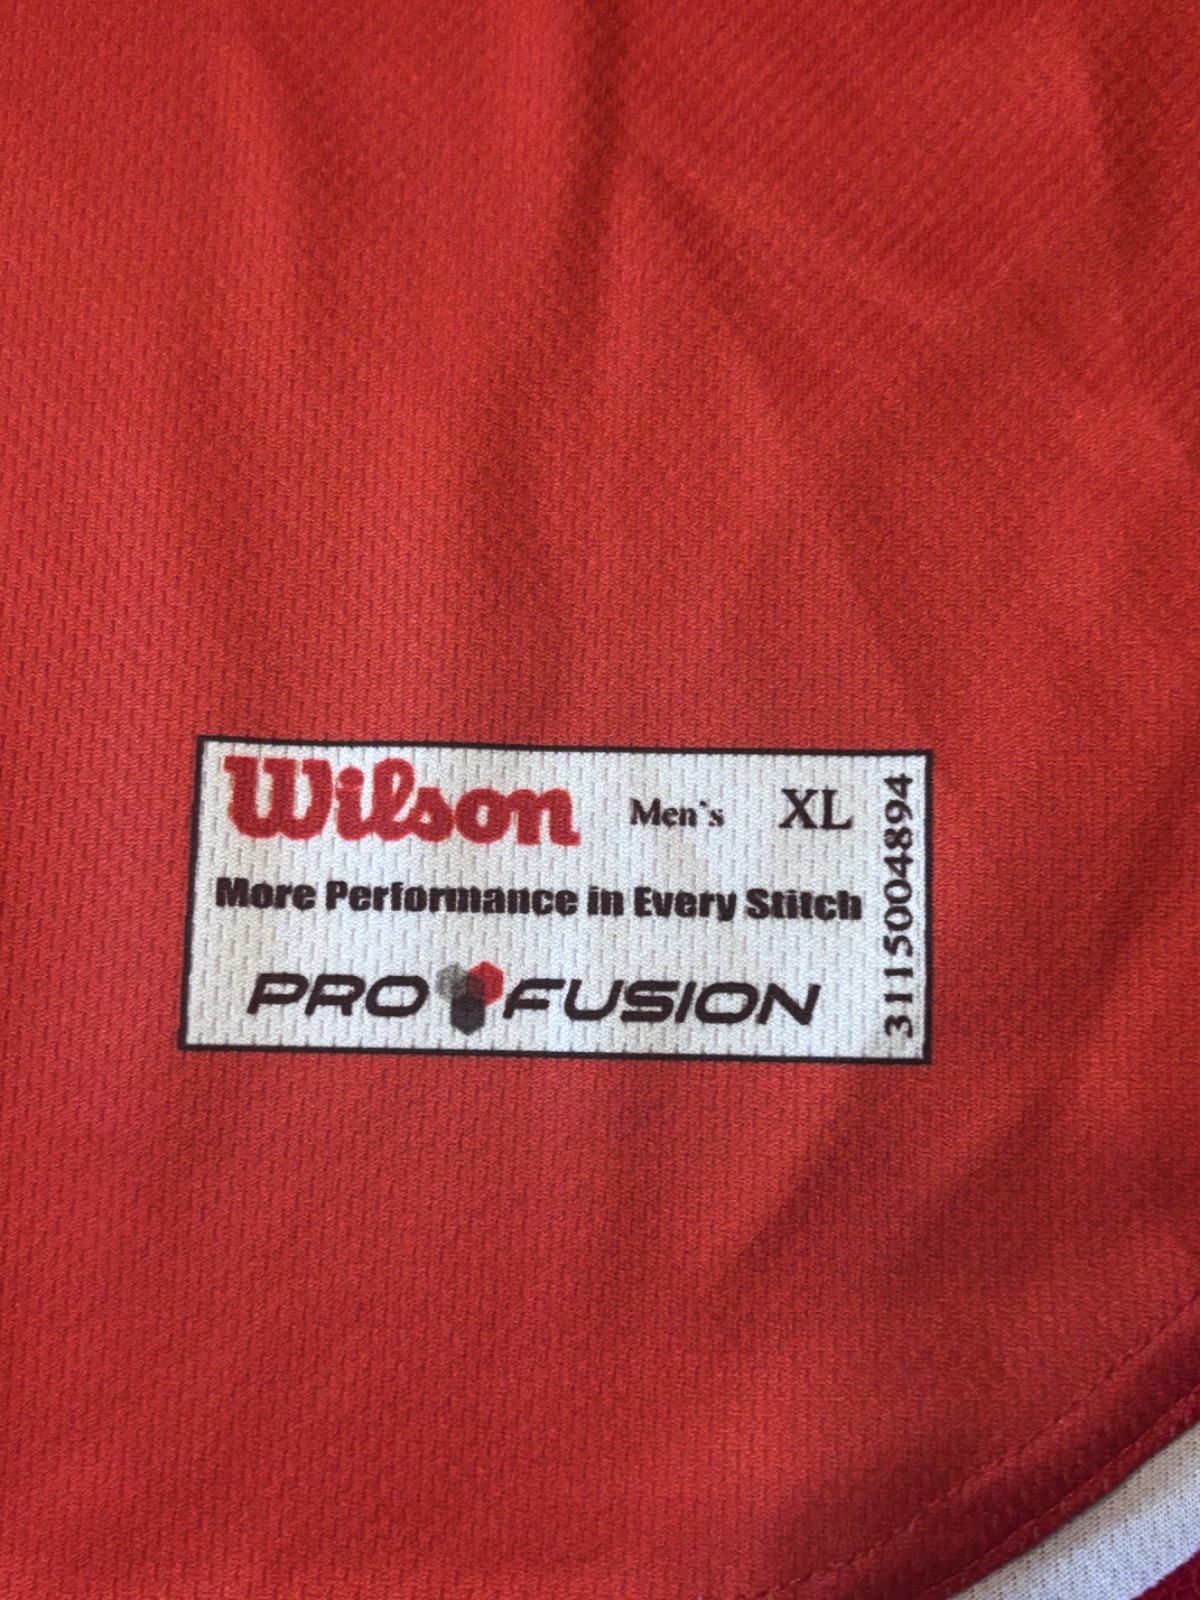 Wilson Men's XL
More Performance in Every Stitch
PRO FUSION
3115004894